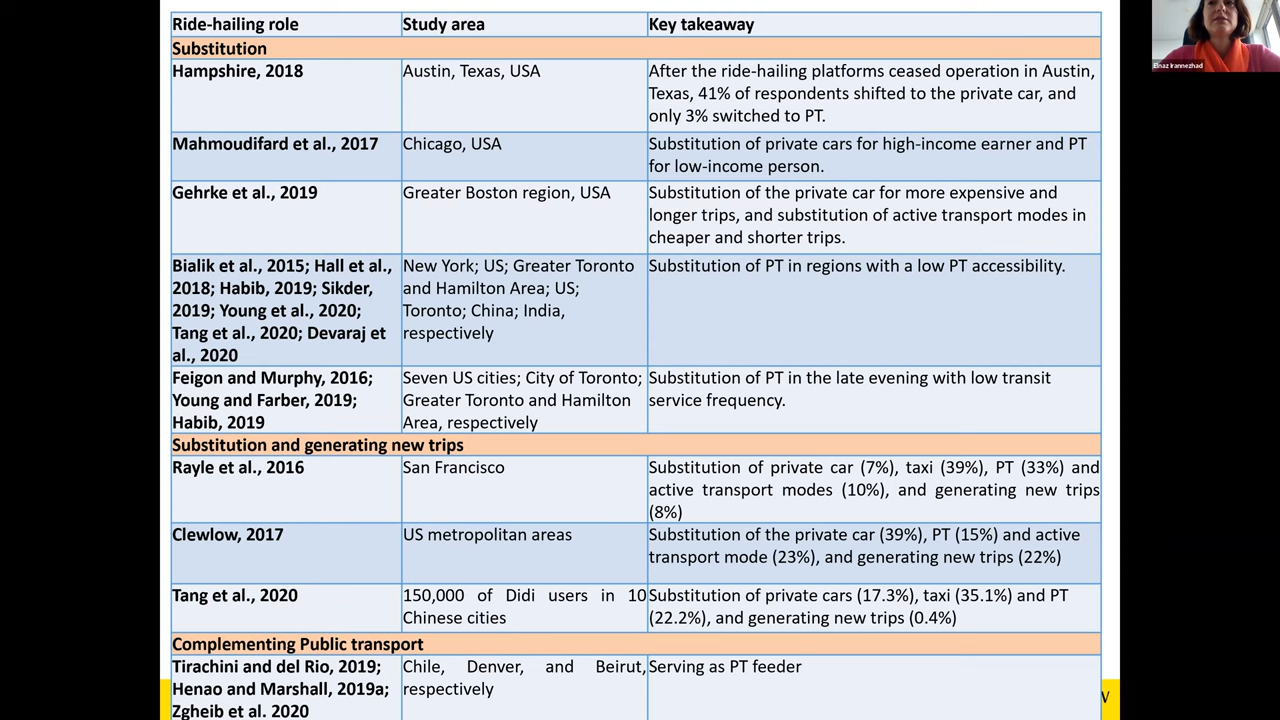 Ride-hailing role Study area Key takeaway
Substitution
Hampshire, 2018 Austin, Texas, USA After the ride-hailing platforms ceased operation in Austin,
Texas, 41% of respondents shifted to the private car, and
only 3% switched to PT.
Mahmoudifard et al., 2017 Chicago, USA Substitution of private cars for high-income earner and PT
for low-income person.
Gehrke et al., 2019 Greater Boston region, USA Substitution of the private car for more expensive and
longer trips, and substitution of active transport modes in
cheaper and shorter trips.
Bialik et al., 2015; Hall et al., New York; US; Greater Toronto Substitution of PT in regions with a low PT accessibility.
2018; Habib, 2019; Sikder, and Hamilton Area; US;
2019; Young et al., 2020; Toronto; China; India,
Tang et al., 2020; Devaraj et respectively
al., 2020
Feigon and Murphy, 2016; Seven US cities; City of Toronto; Substitution of PT in the late evening with low transit
Young and Farber, 2019; Greater Toronto and Hamilton service frequency.
Habib, 2019 Area, respectively
Substitution and generating new trips
Rayle et al., 2016 San Francisco Substitution of private car (7%), taxi (39%), PT (33%) and
active transport modes (10%), and generating new trips
(8%)
Clewlow, 2017 US metropolitan areas Substitution of the private car (39%), PT (15%) and active
transport mode (23%), and generating new trips (22%)
Tang et al., 2020 150,000 of Didi users in 10 Substitution of private cars (17.3%), taxi (35.1%) and PT
Chinese cities (22.2%), and generating new trips (0.4%)
Complementing Public transport
Tirachini and del Rio, 2019; Chile, Denver, and Beirut, Serving as PT feeder
Henao and Marshall, 2019a; respectively
Zgheib et al. 2020
V
Elnaz Irannezhad